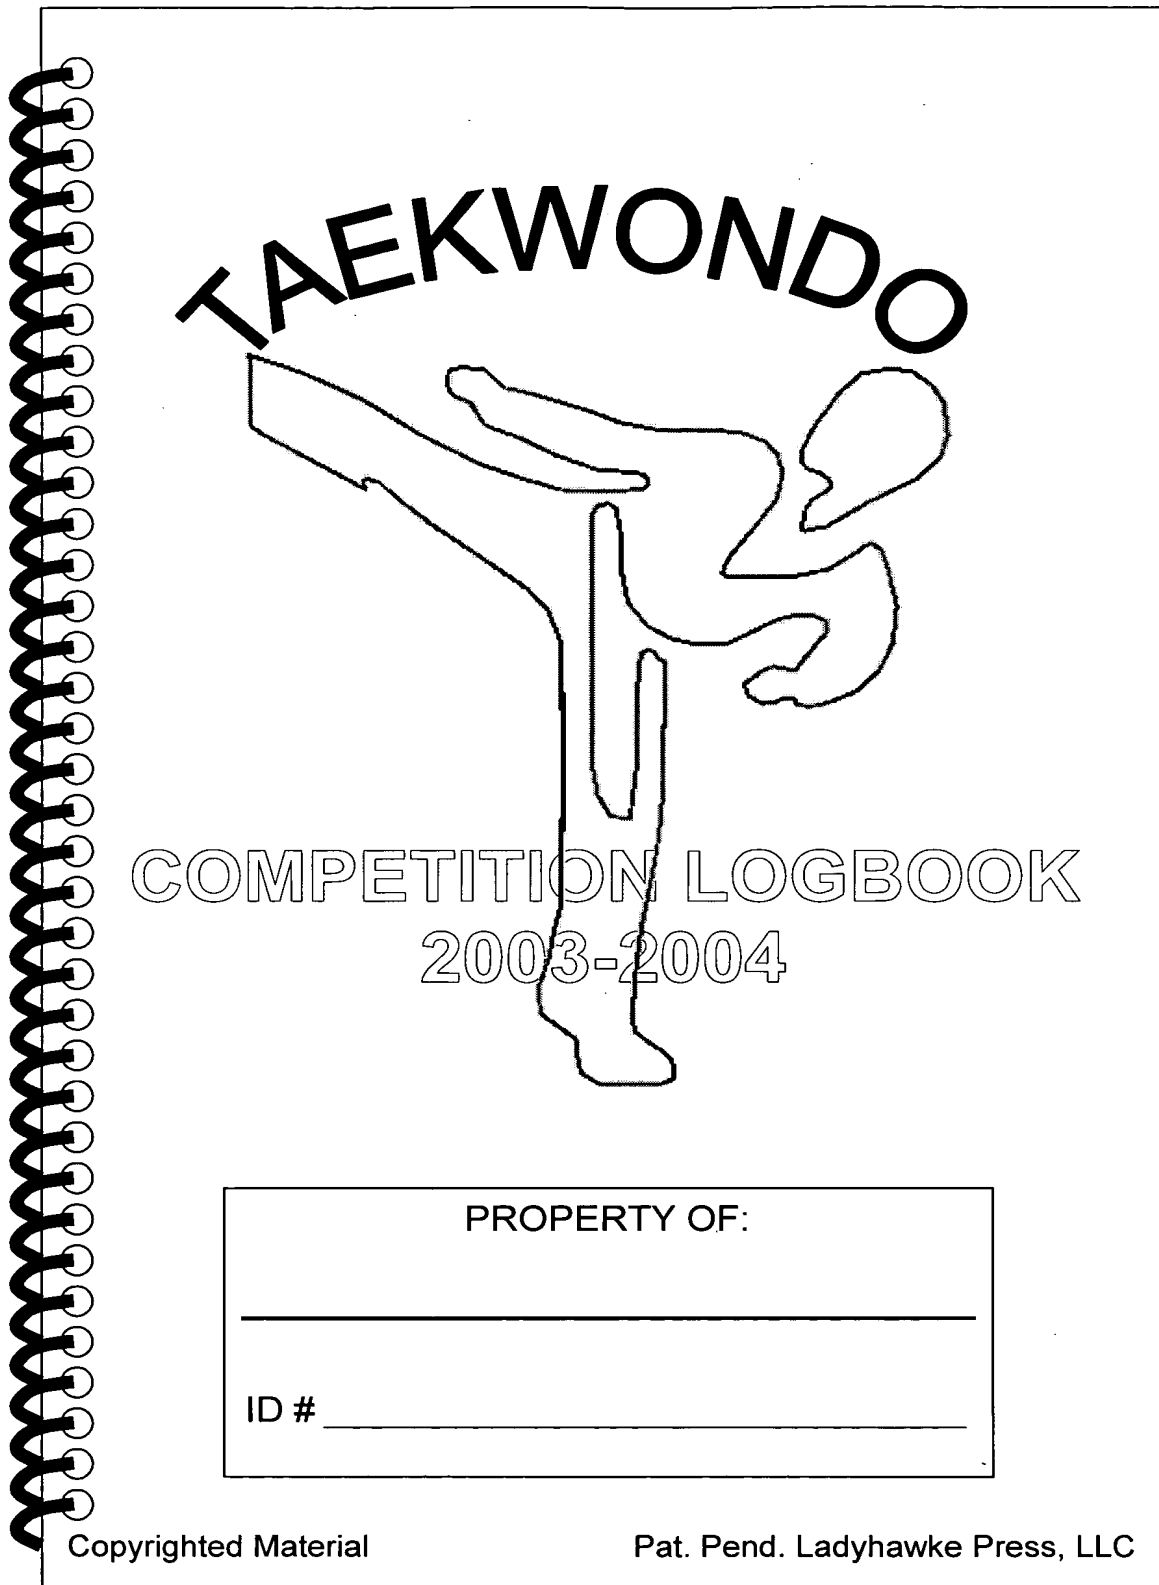 TAEKWONDO
COMPETITION LOGBOOK
2003-2004
PROPERTY OF:
ID #
Copyrighted Material
Pat. Pend. Ladyhawke Press, LLC